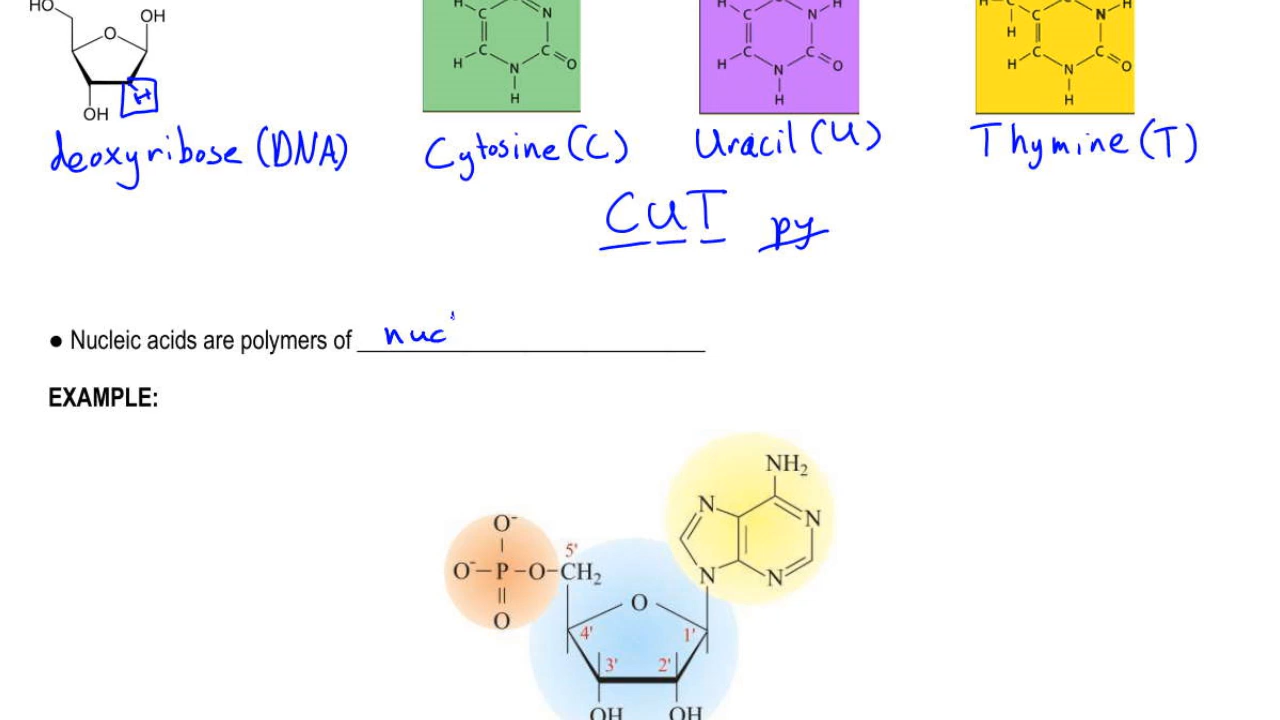 HO OH
O
H
OH
H C N
H C C O
N
H
H C N H
H C C O
N
H
H C C N H
H
H C C O
N
H
deoxyribose (DNA) Cytosine (C) Uracil (U) Thymine (T)
CUT py
● Nucleic acids are polymers of nuc
EXAMPLE:
NH₂
N N
O⁻
5'
O⁻–P–O–CH₂ N N
O O
4' 1'
3' 2'
OH OH